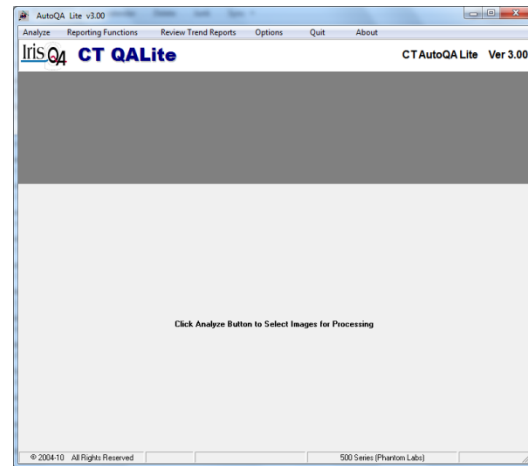 AutoQA Lite v3.00
Analyze Reporting Functions Review Trend Reports Options Quit About
Iris QA CT QALite CT AutoQA Lite Ver 3.00
Click Analyze Button to Select Images for Processing
© 2004-10 All Rights Reserved 500 Series (Phantom Labs)